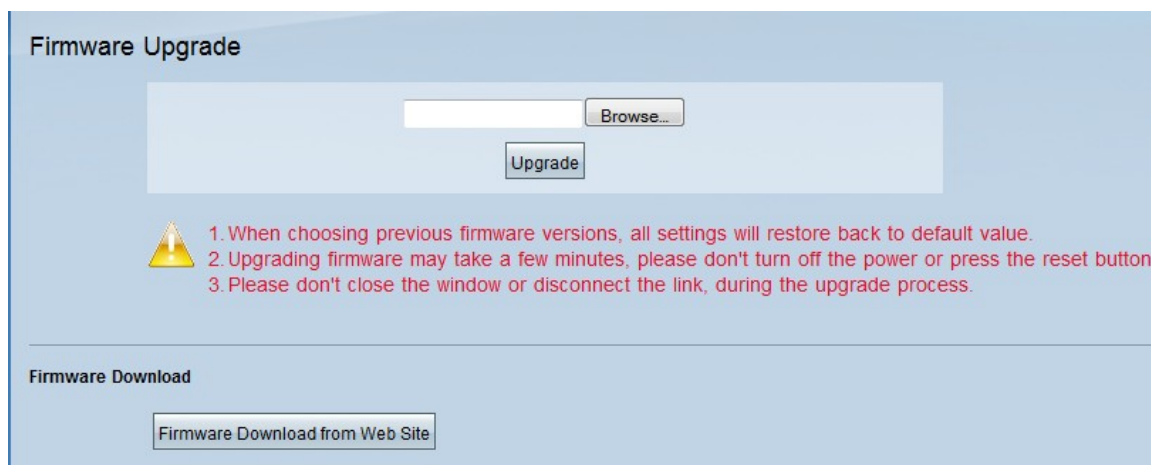 Firmware Upgrade
Browse...
Upgrade
1. When choosing previous firmware versions, all settings will restore back to default value.
2. Upgrading firmware may take a few minutes, please don't turn off the power or press the reset button
3. Please don't close the window or disconnect the link, during the upgrade process.
Firmware Download
Firmware Download from Web Site